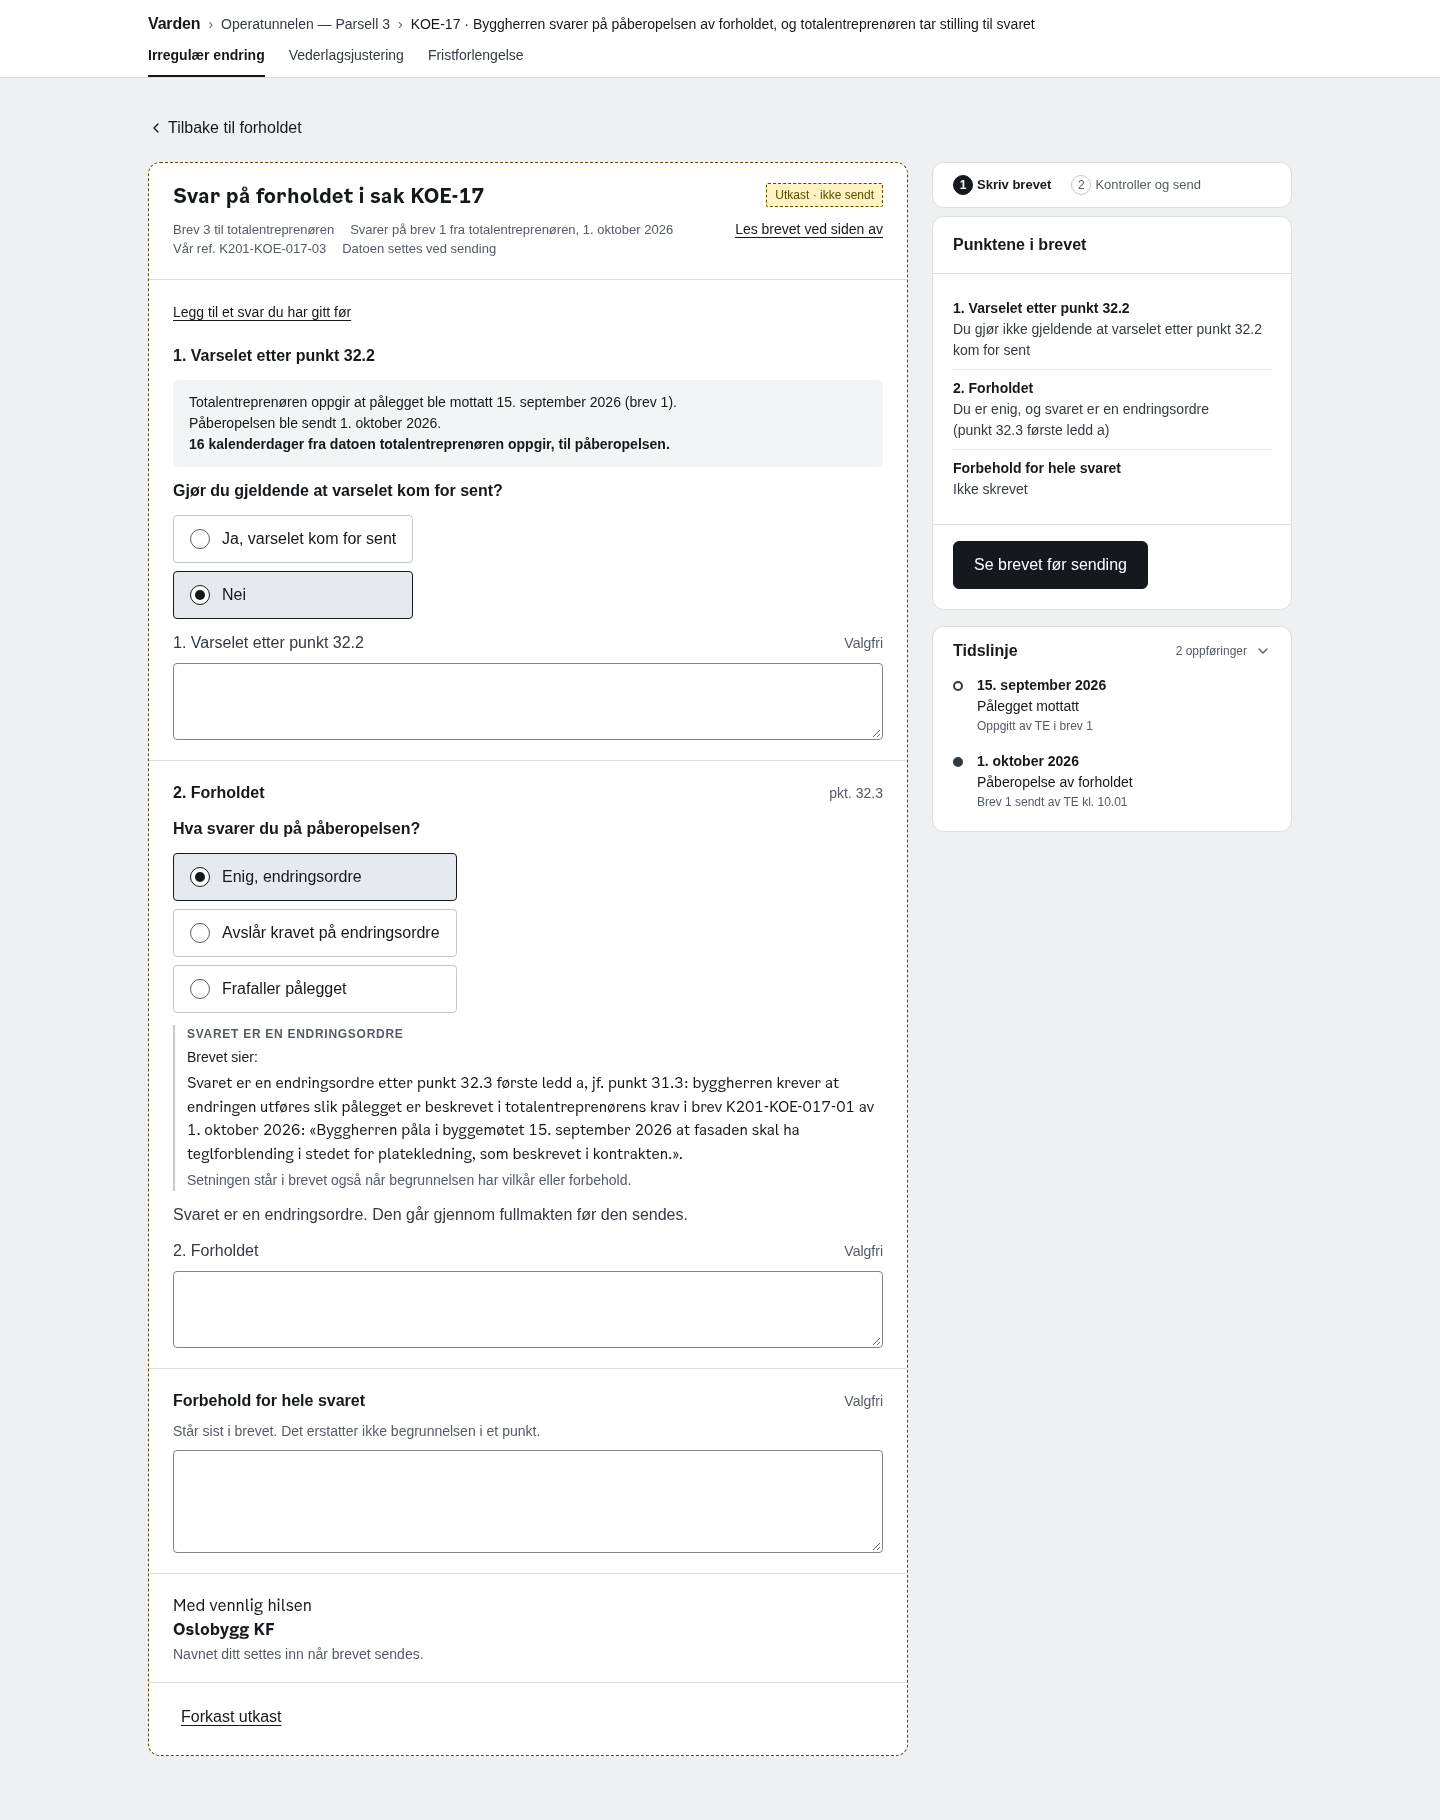 Varden › Operatunnelen — Parsell 3 › KOE-17 · Byggherren svarer på påberopelsen av forholdet, og totalentreprenøren tar stilling til svaret
Irregulær endring Vederlagsjustering Fristforlengelse
Tilbake til forholdet
Svar på forholdet i sak KOE-17
Utkast · ikke sendt
Brev 3 til totalentreprenøren Svarer på brev 1 fra totalentreprenøren, 1. oktober 2026
Les brevet ved siden av
Vår ref. K201-KOE-017-03 Datoen settes ved sending
Legg til et svar du har gitt før
1. Varselet etter punkt 32.2
Totalentreprenøren oppgir at pålegget ble mottatt 15. september 2026 (brev 1).
Påberopelsen ble sendt 1. oktober 2026.
16 kalenderdager fra datoen totalentreprenøren oppgir, til påberopelsen.
Gjør du gjeldende at varselet kom for sent?
Ja, varselet kom for sent
Nei
1. Varselet etter punkt 32.2 Valgfri
2. Forholdet pkt. 32.3
Hva svarer du på påberopelsen?
Enig, endringsordre
Avslår kravet på endringsordre
Frafaller pålegget
SVARET ER EN ENDRINGSORDRE
Brevet sier:
Svaret er en endringsordre etter punkt 32.3 første ledd a, jf. punkt 31.3: byggherren krever at
endringen utføres slik pålegget er beskrevet i totalentreprenørens krav i brev K201-KOE-017-01 av
1. oktober 2026: «Byggherren påla i byggemøtet 15. september 2026 at fasaden skal ha
teglforblending i stedet for platekledning, som beskrevet i kontrakten.».
Setningen står i brevet også når begrunnelsen har vilkår eller forbehold.
Svaret er en endringsordre. Den går gjennom fullmakten før den sendes.
2. Forholdet Valgfri
Forbehold for hele svaret Valgfri
Står sist i brevet. Det erstatter ikke begrunnelsen i et punkt.
Med vennlig hilsen
Oslobygg KF
Navnet ditt settes inn når brevet sendes.
Forkast utkast
1 Skriv brevet 2 Kontroller og send
Punktene i brevet
1. Varselet etter punkt 32.2
Du gjør ikke gjeldende at varselet etter punkt 32.2
kom for sent
2. Forholdet
Du er enig, og svaret er en endringsordre
(punkt 32.3 første ledd a)
Forbehold for hele svaret
Ikke skrevet
Se brevet før sending
Tidslinje 2 oppføringer
15. september 2026
Pålegget mottatt
Oppgitt av TE i brev 1
1. oktober 2026
Påberopelse av forholdet
Brev 1 sendt av TE kl. 10.01